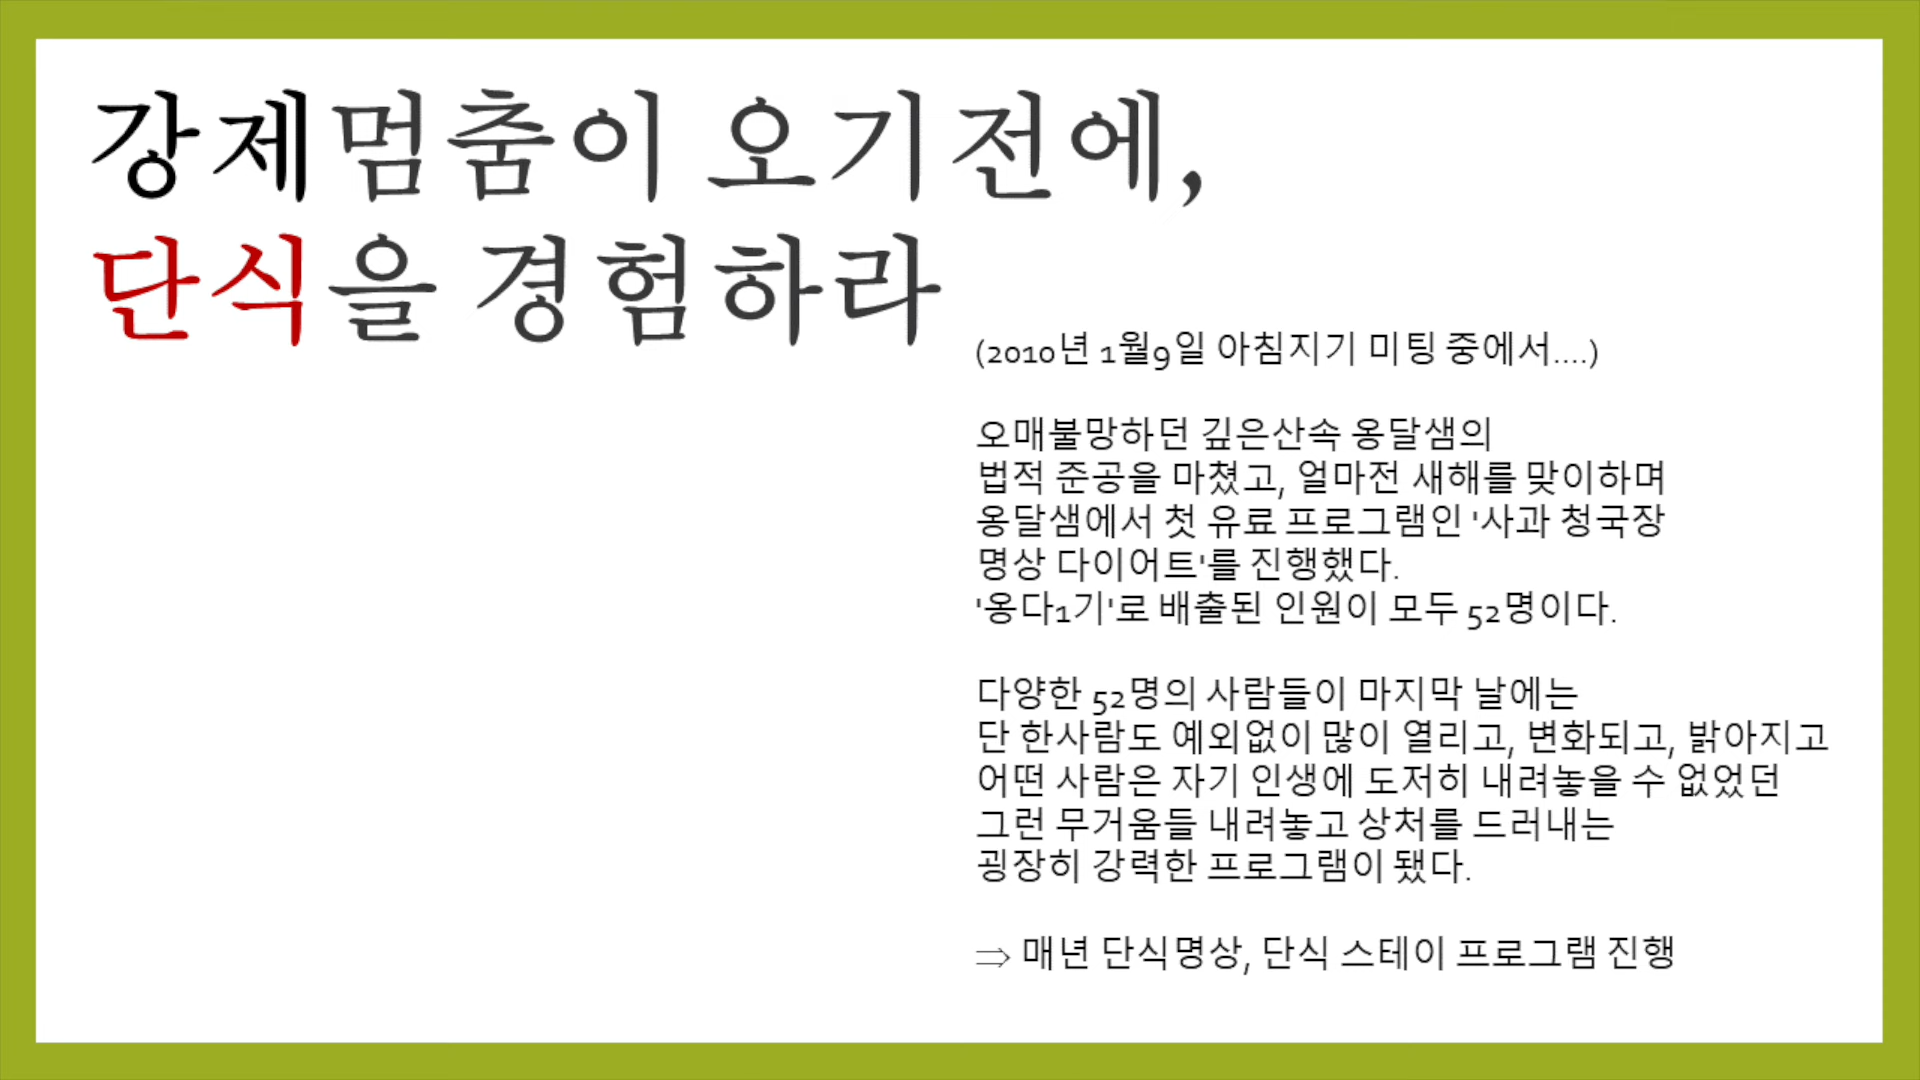 강제멈춤이 오기전에,
단식을 경험하라
(2010년 1월9일 아침지기 미팅 중에서....)
오매불망하던 깊은산속 옹달샘의
법적 준공을 마쳤고, 얼마전 새해를 맞이하며
옹달샘에서 첫 유료 프로그램인 '사과 청국장
명상 다이어트'를 진행했다.
'옹다1기'로 배출된 인원이 모두 52명이다.
다양한 52명의 사람들이 마지막 날에는
단 한사람도 예외없이 많이 열리고, 변화되고, 밝아지고
어떤 사람은 자기 인생에 도저히 내려놓을 수 없었던
그런 무거움들 내려놓고 상처를 드러내는
굉장히 강력한 프로그램이 됐다.
⇒ 매년 단식명상, 단식 스테이 프로그램 진행